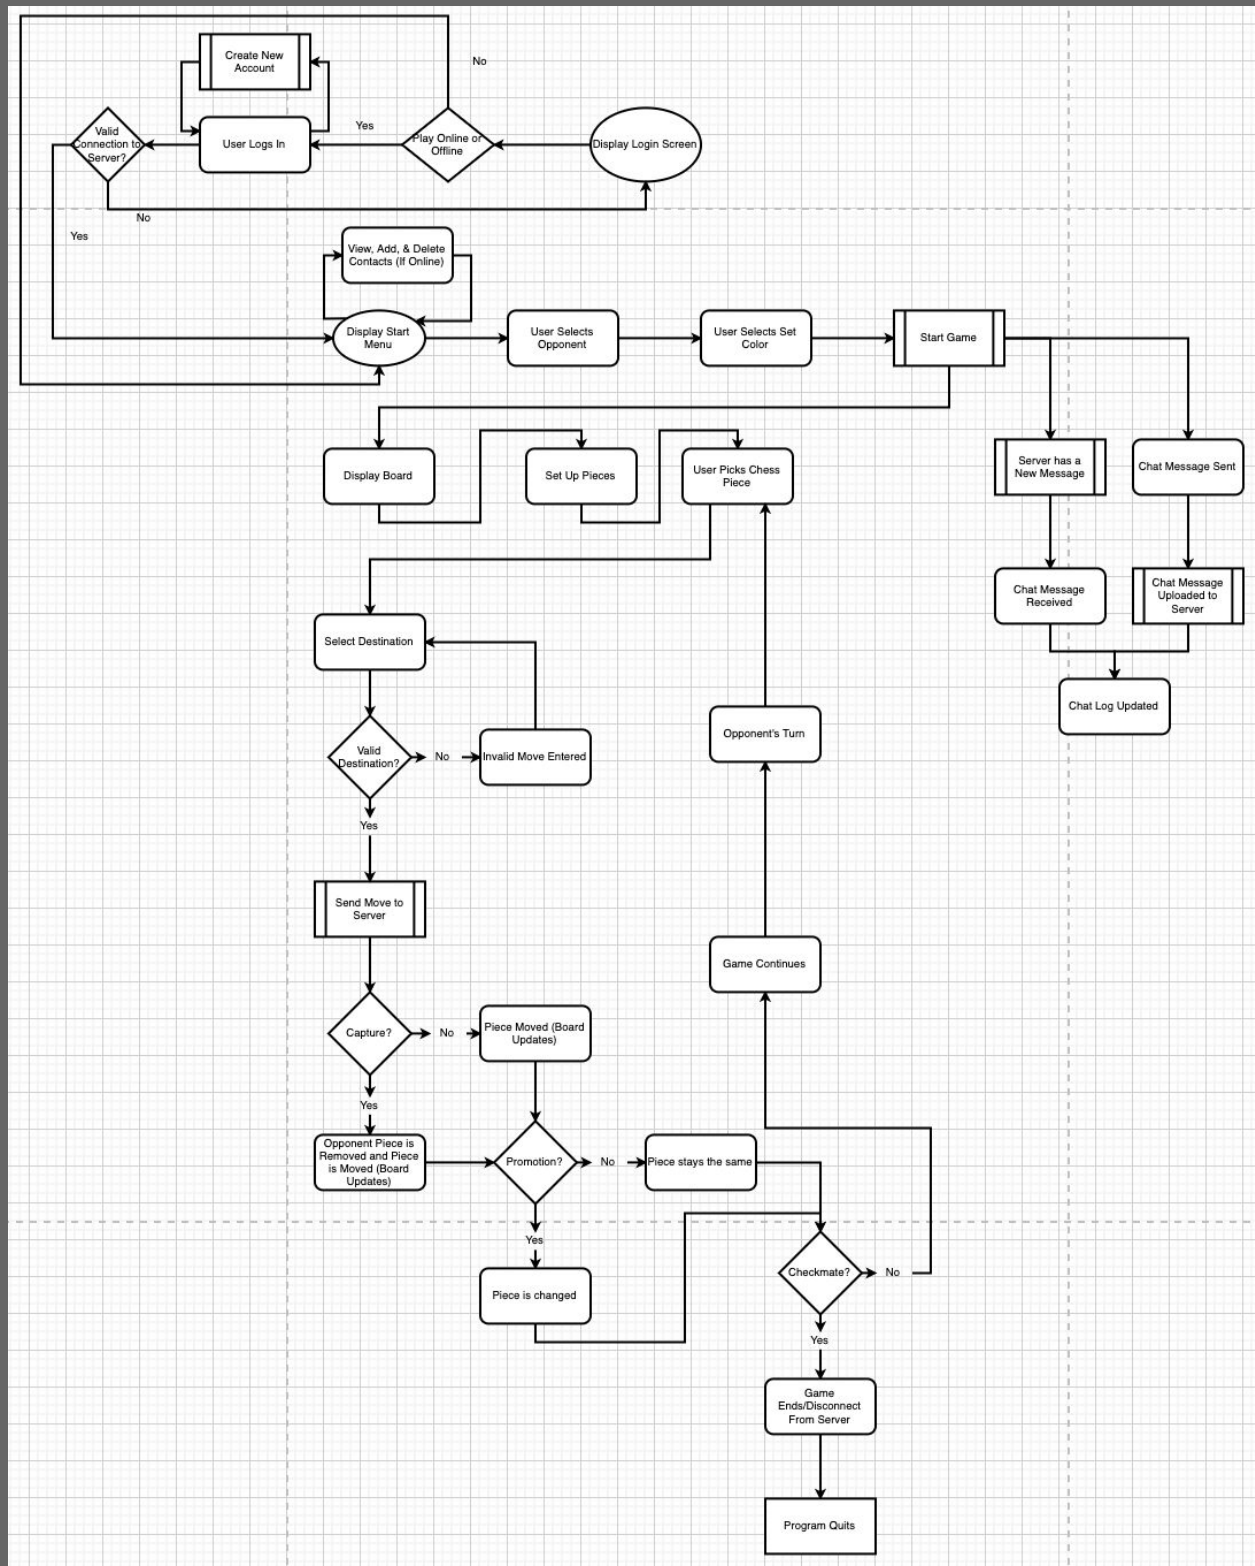 Create New
Account
No
Valid
Connection to
Server?
User Logs In
Yes
Play Online or
Offline
Display Login Screen
No
Yes
View, Add, & Delete
Contacts (If Online)
Display Start
Menu
User Selects
Opponent
User Selects Set
Color
Start Game
Display Board
Set Up Pieces
User Picks Chess
Piece
Server has a
New Message
Chat Message Sent
Chat Message
Received
Chat Message
Uploaded to
Server
Select Destination
Chat Log Updated
Opponent's Turn
Valid
Destination?
No
Invalid Move Entered
Yes
Send Move to
Server
Game Continues
Capture?
No
Piece Moved (Board
Updates)
Yes
Opponent Piece is
Removed and Piece
is Moved (Board
Updates)
Promotion?
No
Piece stays the same
Yes
Piece is changed
Checkmate?
No
Yes
Game
Ends/Disconnect
From Server
Program Quits